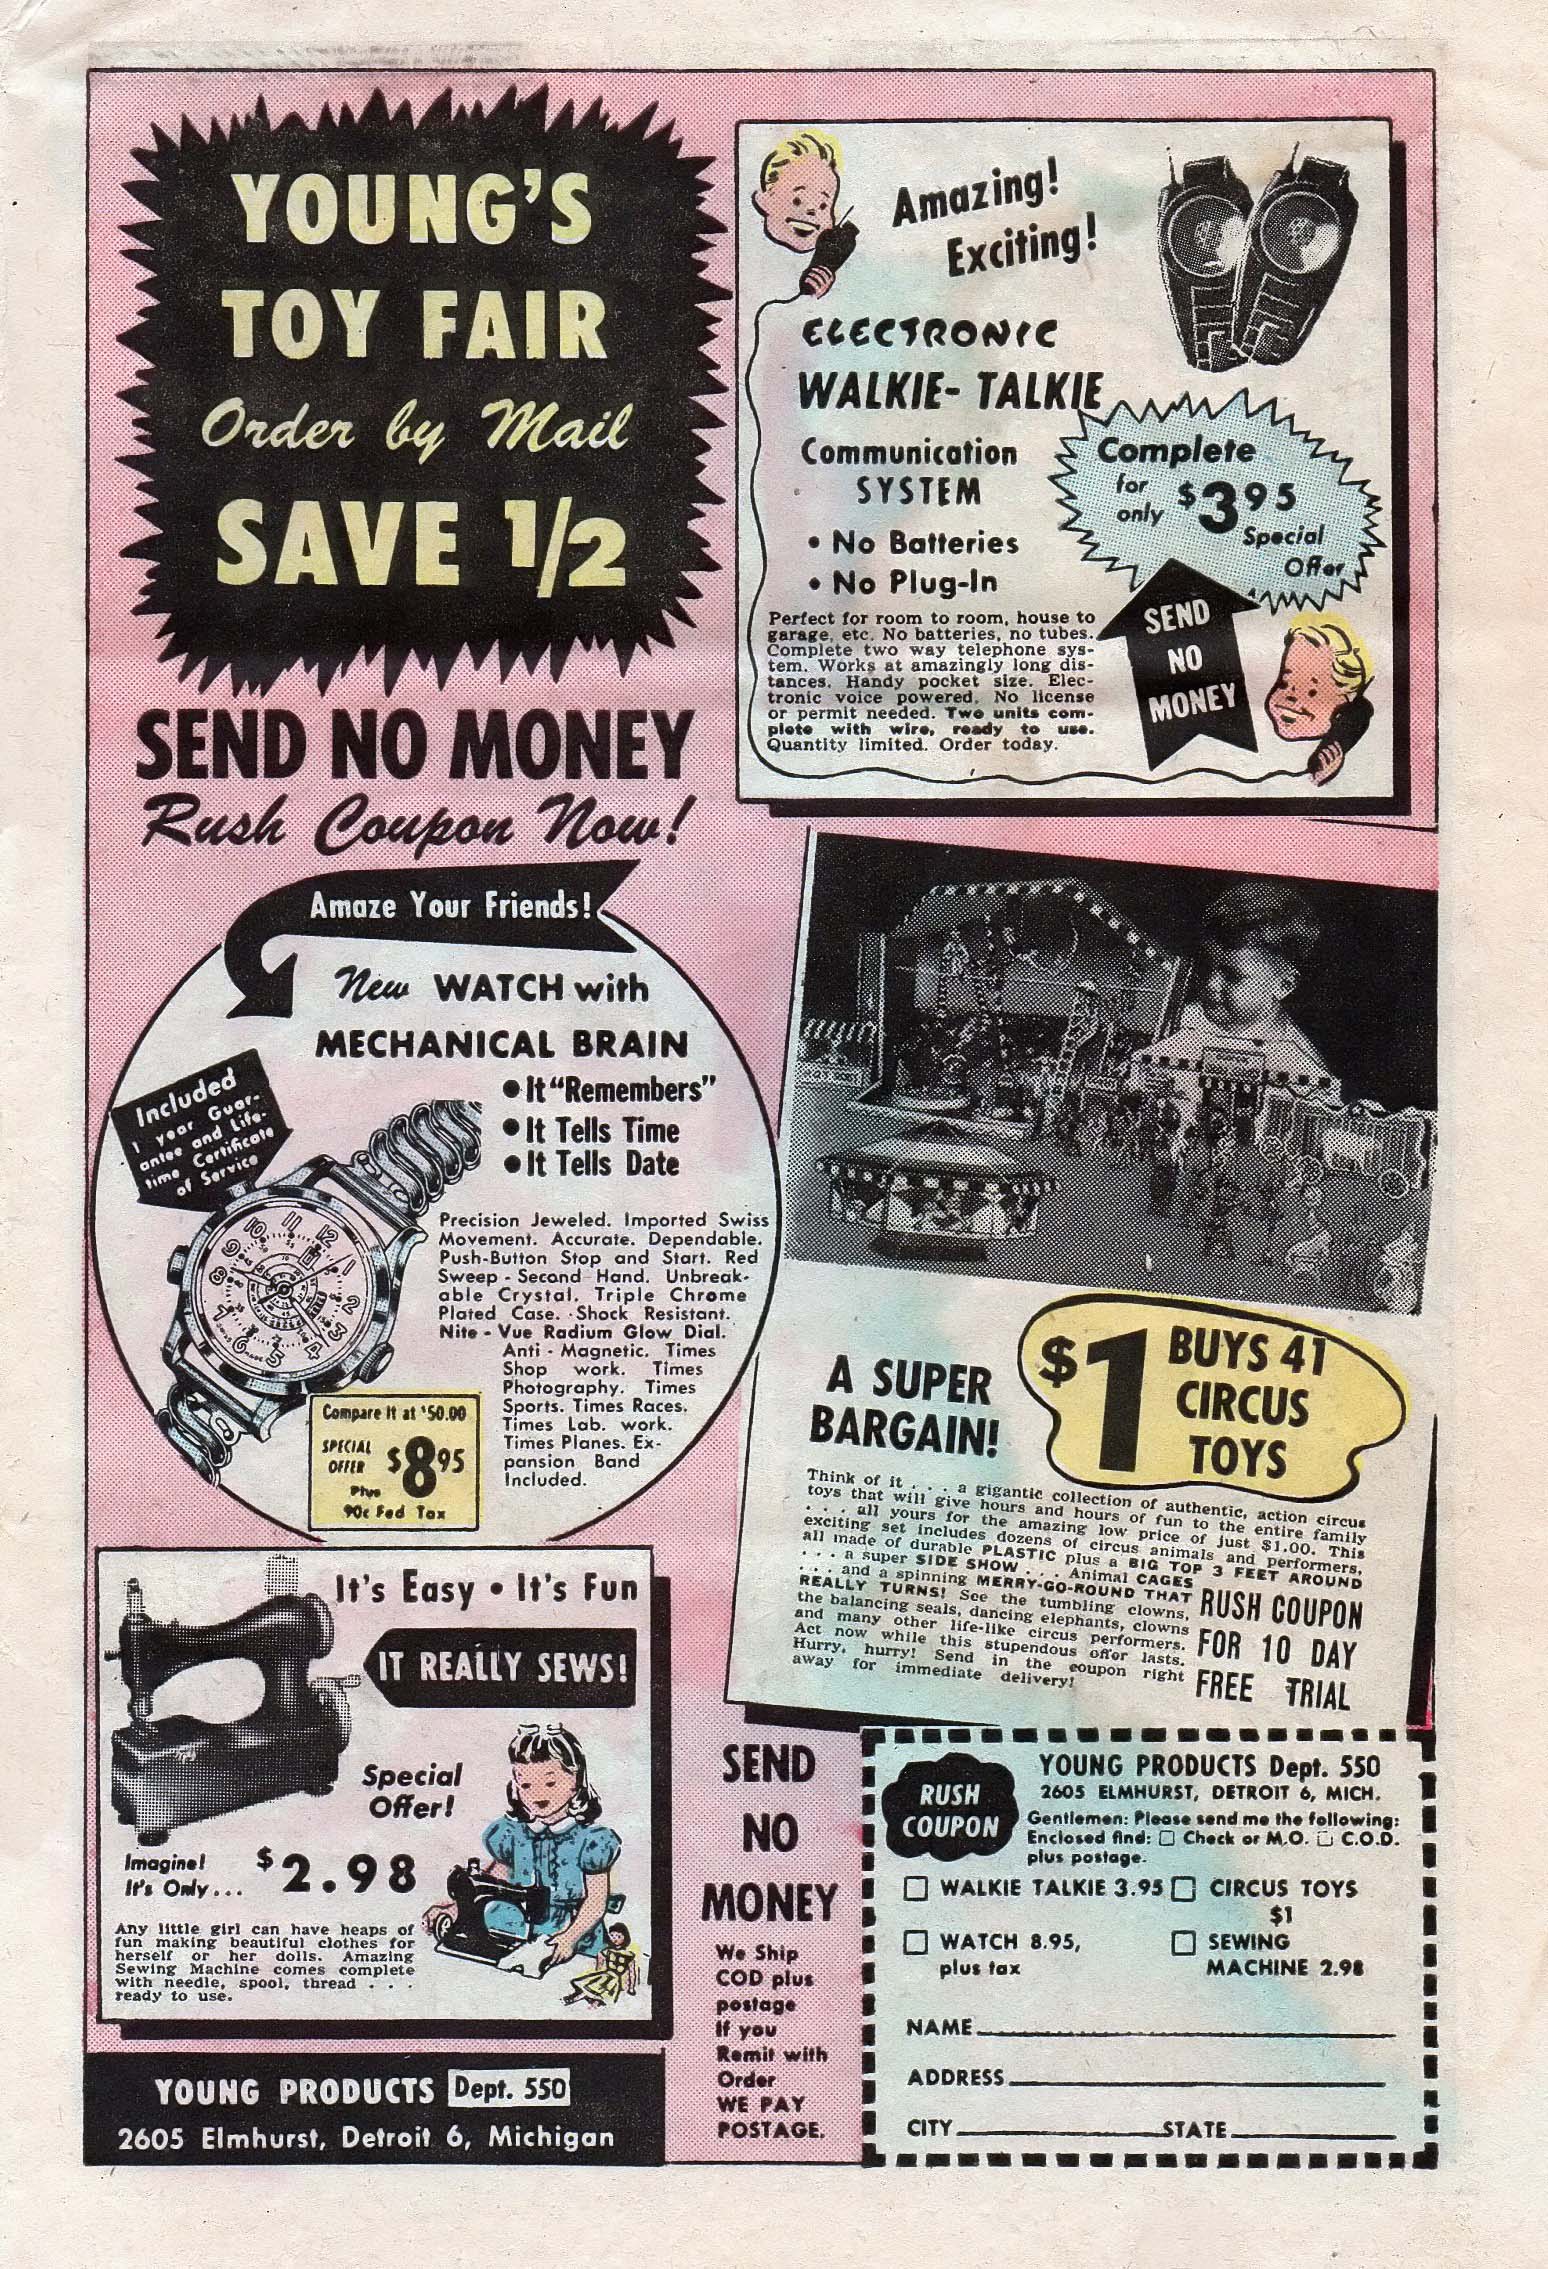 YOUNG'S
TOY FAIR
Order by Mail
SAVE 1/2
SEND NO MONEY
Rush Coupon Now!
Amazing!
Exciting!
ELECTRONIC
WALKIE- TALKIE
Communication
SYSTEM
• No Batteries
• No Plug-In
Complete
for
only $3.95
Special
Offer
SEND
NO
MONEY
Perfect for room to room, house to
garage, etc. No batteries, no tubes.
Complete two way telephone sys-
tem. Works at amazingly long dis-
tances. Handy pocket size. Elec-
tronic voice powered. No license
or permit needed. Two units com-
plete with wire, ready to use.
Quantity limited. Order today.
Amaze Your Friends!
New WATCH with
MECHANICAL BRAIN
• It "Remembers"
• It Tells Time
• It Tells Date
Included
1 year Guar-
antee and Life-
time Certificate
of Service
Precision Jeweled. Imported Swiss
Movement. Accurate. Dependable.
Push-Button Stop and Start. Red
Sweep - Second Hand. Unbreak-
able Crystal. Triple Chrome
Plated Case. Shock Resistant.
Nite - Vue Radium Glow Dial.
Anti - Magnetic. Times
Shop work. Times
Photography. Times
Sports. Times Races.
Times Lab. work.
Times Planes. Ex-
pansion Band
Included.
Compare It at $50.00
SPECIAL
OFFER $8.95
Plus
90c Fed Tax
A SUPER
BARGAIN!
$1 BUYS 41
CIRCUS
TOYS
Think of it . . . a gigantic collection of authentic, action circus
toys that will give hours and hours of fun to the entire family
. . . all yours for the amazing low price of just $1.00. This
exciting set includes dozens of circus animals and performers,
all made of durable PLASTIC plus a BIG TOP 3 FEET AROUND
. . . a super SIDE SHOW . . . Animal CAGES
. . . and a spinning MERRY-GO-ROUND THAT
REALLY TURNS! See the tumbling clowns,
the balancing seals, dancing elephants, clowns
and many other life-like circus performers.
Act now while this stupendous offer lasts.
Hurry, hurry! Send in the coupon right
away for immediate delivery!
RUSH COUPON
FOR 10 DAY
FREE TRIAL
It's Easy • It's Fun
IT REALLY SEWS!
Special
Offer!
Imagine!
It's Only... $2.98
Any little girl can have heaps of
fun making beautiful clothes for
herself or her dolls. Amazing
Sewing Machine comes complete
with needle, spool, thread . . .
ready to use.
YOUNG PRODUCTS Dept. 550
2605 Elmhurst, Detroit 6, Michigan
SEND
NO
MONEY
We Ship
COD plus
postage
If you
Remit with
Order
WE PAY
POSTAGE.
RUSH
COUPON
YOUNG PRODUCTS Dept. 550
2605 ELMHURST, DETROIT 6, MICH.
Gentlemen: Please send me the following:
Enclosed find: □ Check or M.O. □ C.O.D.
plus postage.
□ WALKIE TALKIE 3.95 □ CIRCUS TOYS
$1
□ WATCH 8.95, □ SEWING
plus tax MACHINE 2.98
NAME
ADDRESS
CITY STATE